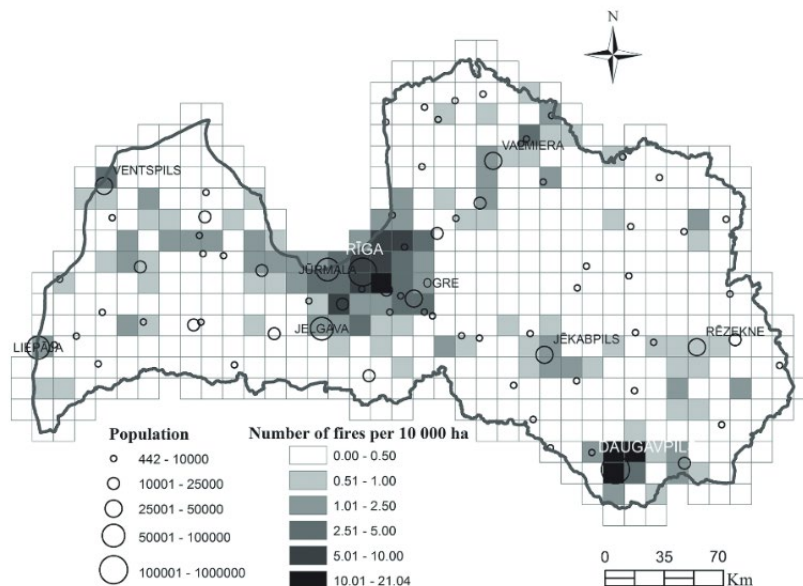 N
VENTSPILS
VALMIERA
RĪGA
JŪRMALA
OGRE
JELGAVA
LIEPĀJA
JĒKABPILS
RĒZEKNE
DAUGAVPIL
Population
442 - 10000
10001 - 25000
25001 - 50000
50001 - 100000
100001 - 1000000
Number of fires per 10 000 ha
0.00 - 0.50
0.51 - 1.00
1.01 - 2.50
2.51 - 5.00
5.01 - 10.00
10.01 - 21.04
0 35 70
Km